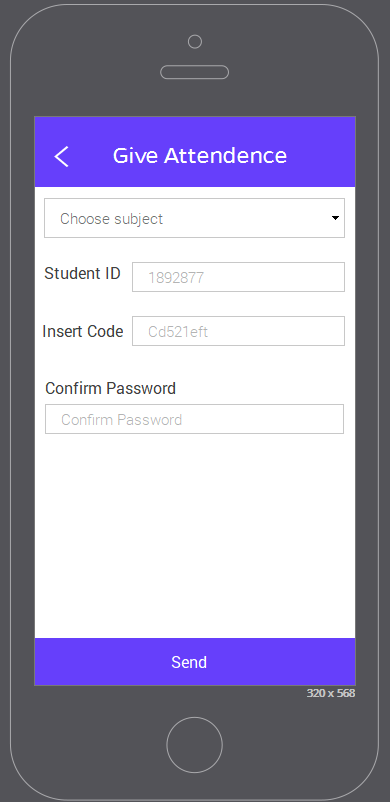 Give Attendence
Choose subject
Student ID
1892877
Insert Code
Cd521eft
Confirm Password
Confirm Password
Send
320 x 568